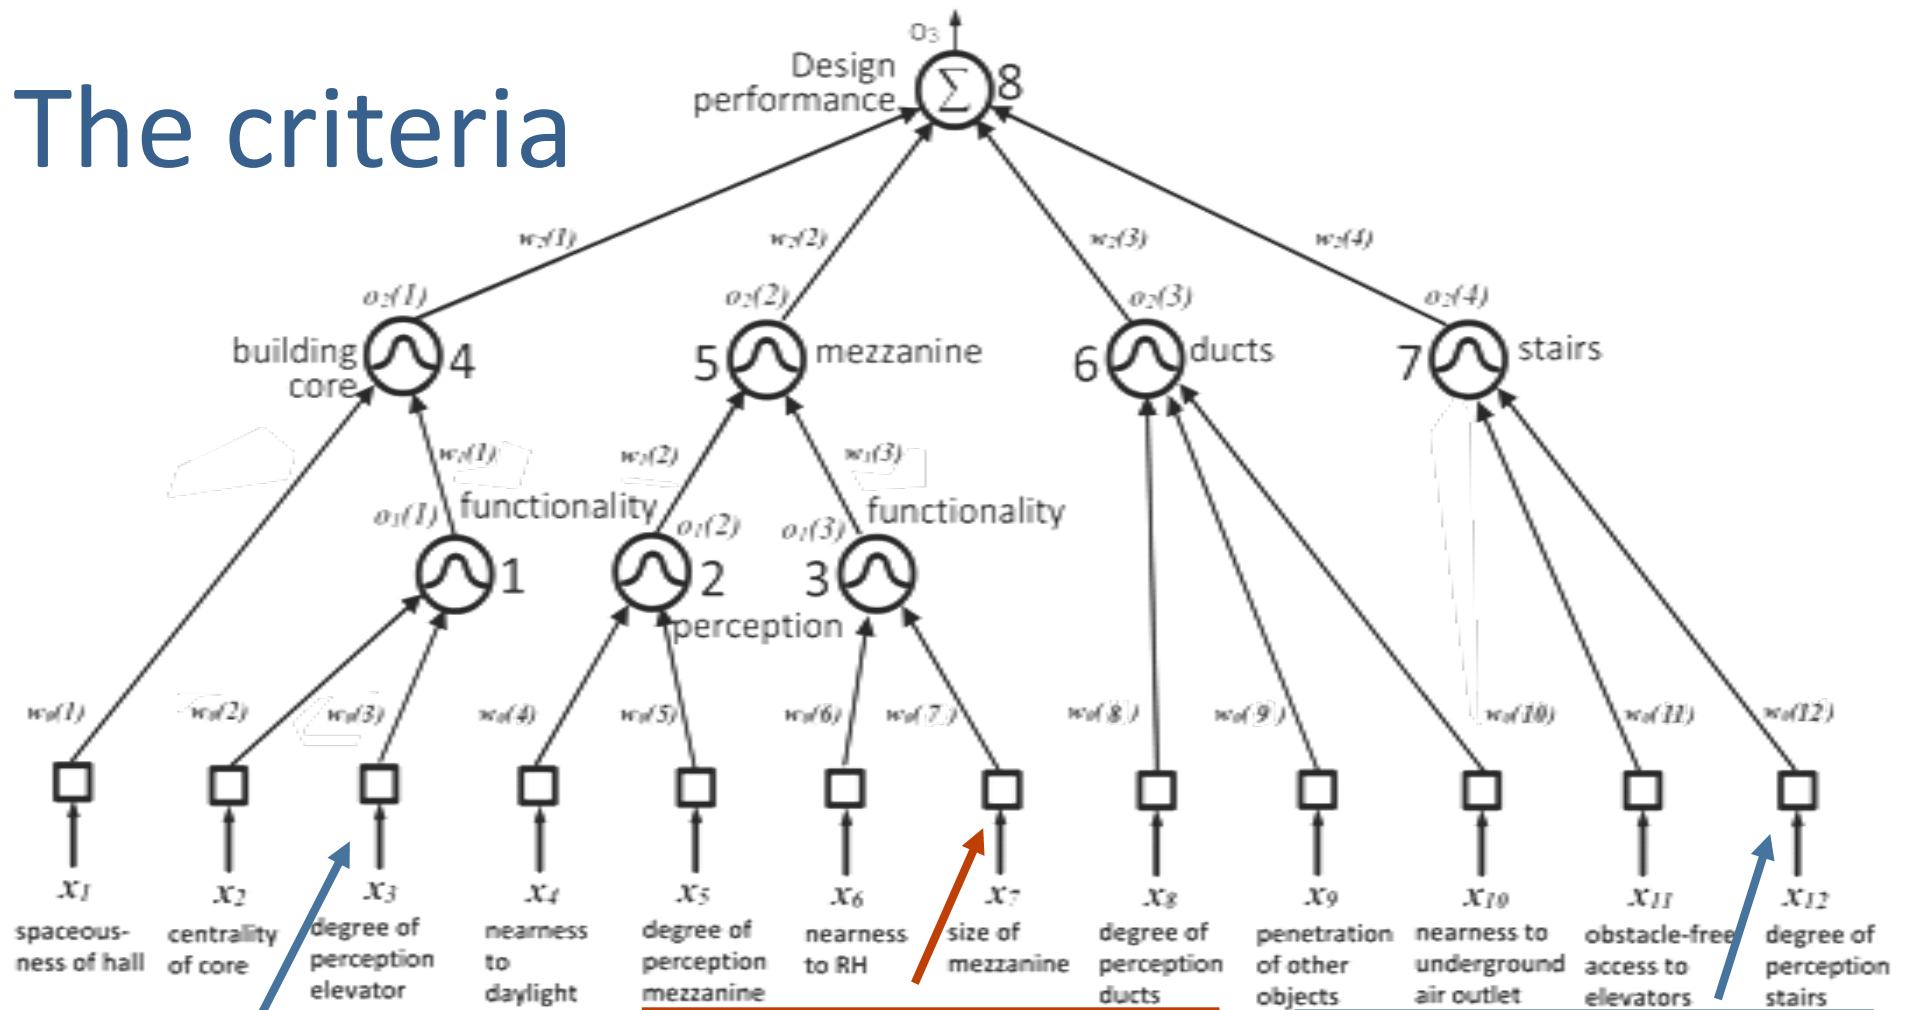 The criteria
o₃
Design
performance
Σ
8
w₂(1)
w₂(2)
w₂(3)
w₂(4)
o₂(1)
o₂(2)
o₂(3)
o₂(4)
building
core
4
5
mezzanine
6
ducts
7
stairs
w₁(1)
w₁(2)
w₁(3)
o₁(1)
functionality
o₁(2)
o₁(3)
functionality
1
2
perception
3
w₀(1)
w₀(2)
w₀(3)
w₀(4)
w₀(5)
w₀(6)
w₀(7)
w₀(8)
w₀(9)
w₀(10)
w₀(11)
w₀(12)
x₁
spaceous-
ness of hall
x₂
centrality
of core
x₃
degree of
perception
elevator
x₄
nearness
to
daylight
x₅
degree of
perception
mezzanine
x₆
nearness
to RH
x₇
size of
mezzanine
x₈
degree of
perception
ducts
x₉
penetration
of other
objects
x₁₀
nearness to
underground
air outlet
x₁₁
obstacle-free
access to
elevators
x₁₂
degree of
perception
stairs